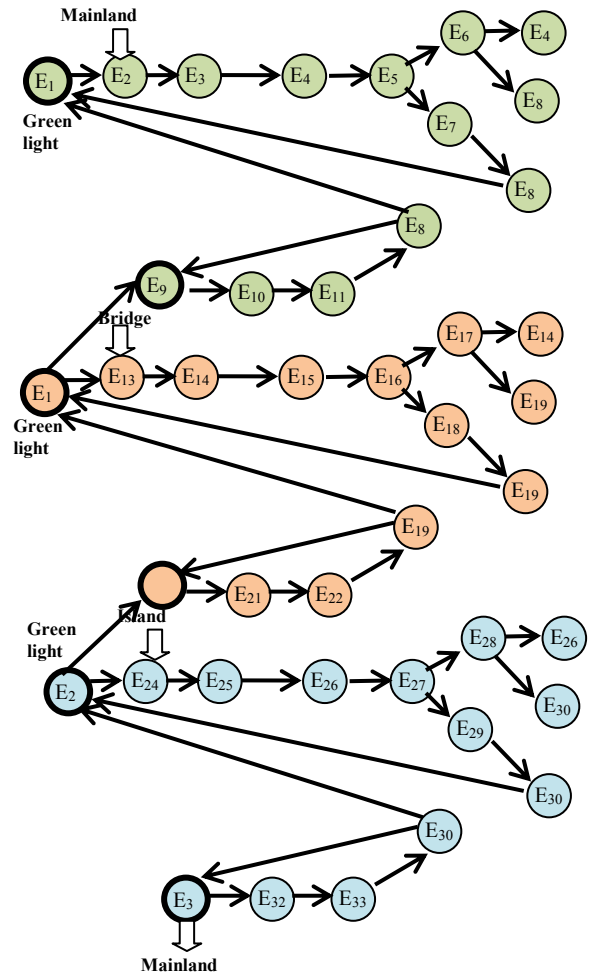 Mainland
E6
E4
E1
E2
E3
E4
E5
E8
Green
light
E7
E8
E8
E9
E10
E11
Bridge
E17
E14
E1
E13
E14
E15
E16
E19
Green
light
E18
E19
E19
E21
E22
Island
Green
light
E28
E26
E2
E24
E25
E26
E27
E30
E29
E30
E30
E3
E32
E33
Mainland